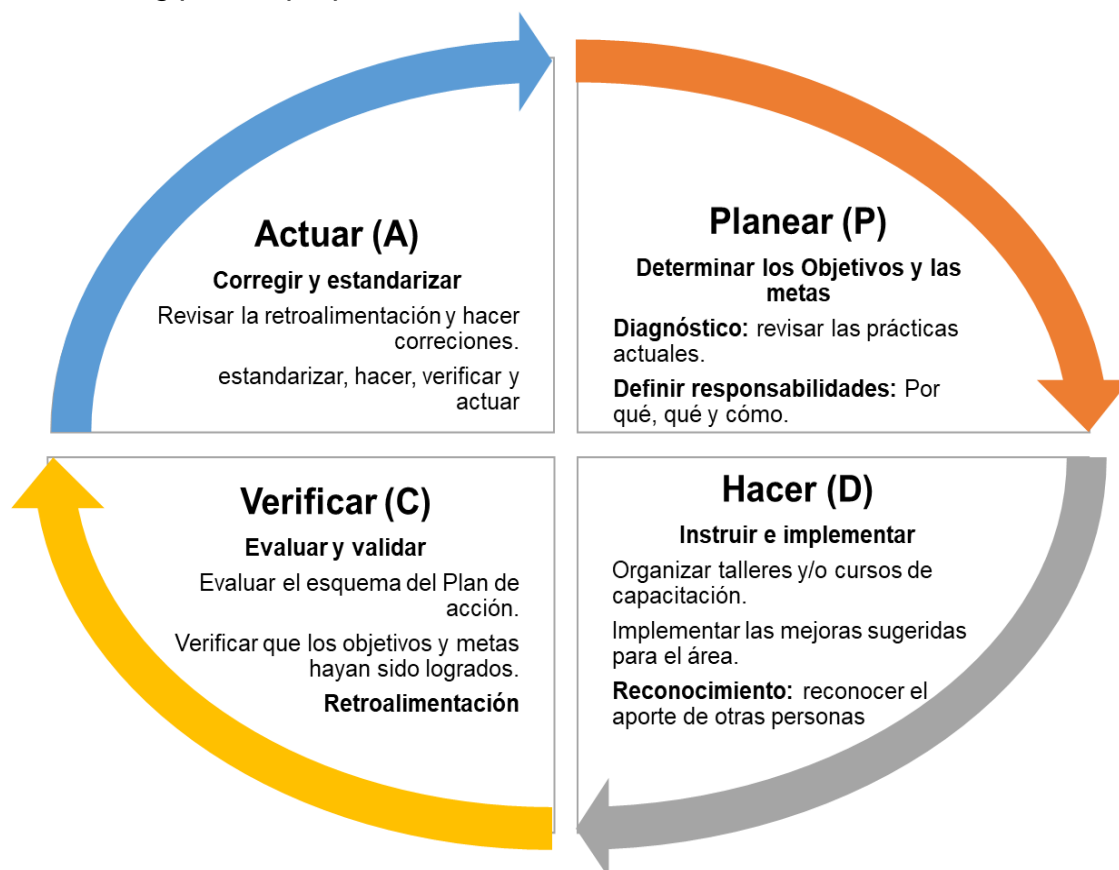 Actuar (A)
Corregir y estandarizar
Revisar la retroalimentación y hacer
correciones.
estandarizar, hacer, verificar y
actuar
Planear (P)
Determinar los Objetivos y las
metas
Diagnóstico: revisar las prácticas
actuales.
Definir responsabilidades: Por
qué, qué y cómo.
Verificar (C)
Evaluar y validar
Evaluar el esquema del Plan de
acción.
Verificar que los objetivos y metas
hayan sido logrados.
Retroalimentación
Hacer (D)
Instruir e implementar
Organizar talleres y/o cursos de
capacitación.
Implementar las mejoras sugeridas
para el área.
Reconocimiento: reconocer el
aporte de otras personas